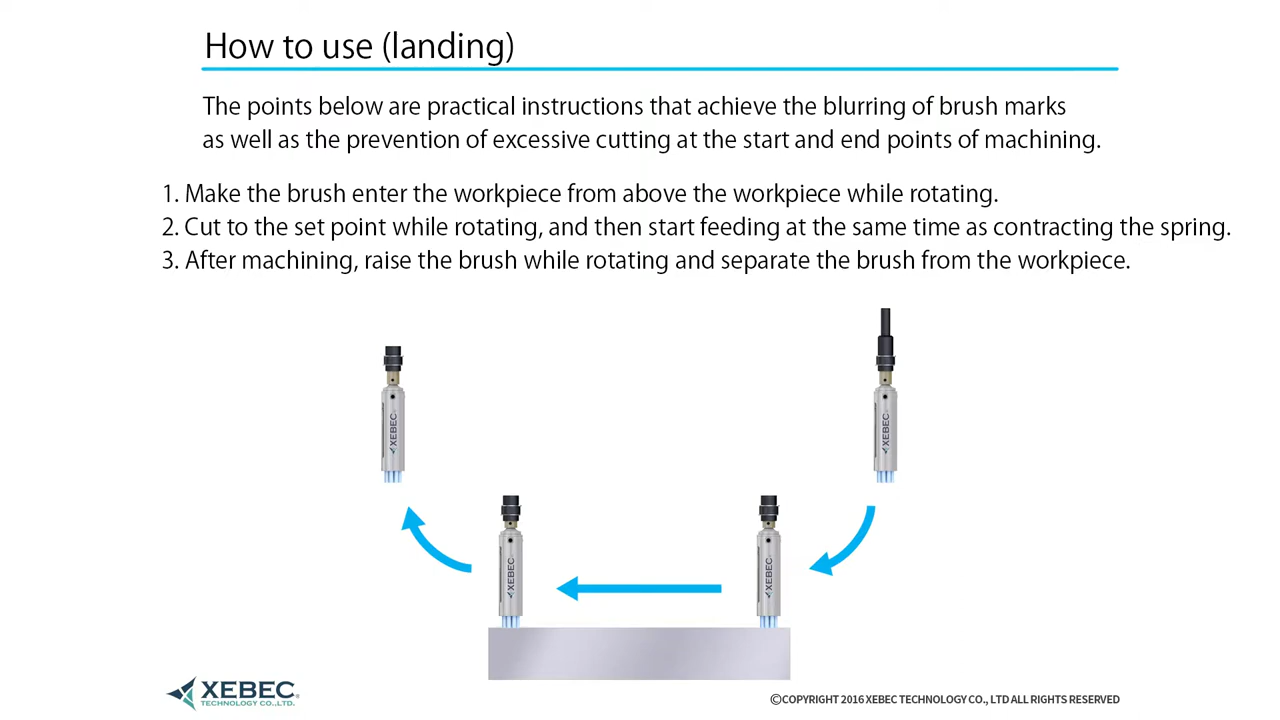 How to use (landing)
The points below are practical instructions that achieve the blurring of brush marks
as well as the prevention of excessive cutting at the start and end points of machining.
1. Make the brush enter the workpiece from above the workpiece while rotating.
2. Cut to the set point while rotating, and then start feeding at the same time as contracting the spring.
3. After machining, raise the brush while rotating and separate the brush from the workpiece.
XEBEC
XEBEC
XEBEC
XEBEC
XEBEC
TECHNOLOGY CO.,LTD.
©COPYRIGHT 2016 XEBEC TECHNOLOGY CO., LTD ALL RIGHTS RESERVED